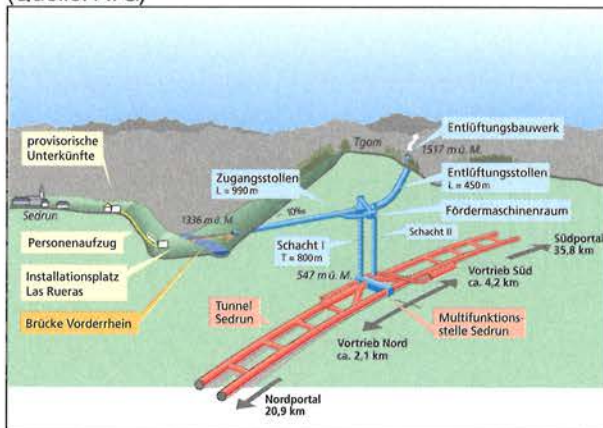 provisorische
Unterkünfte
Sedrun
Personenaufzug
Installationsplatz
Las Rueras
Brücke Vorderrhein
1336 m ü. M.
Zugangsstollen
L = 990 m
10‰
Tgom
1517 m ü. M.
Entlüftungsbauwerk
Entlüftungsstollen
L = 450 m
Fördermaschinenraum
Schacht I
T = 800 m
Schacht II
547 m ü. M.
Südportal
35,8 km
Vortrieb Süd
ca. 4,2 km
Tunnel
Sedrun
Multifunktions-
stelle Sedrun
Vortrieb Nord
ca. 2,1 km
Nordportal
20,9 km